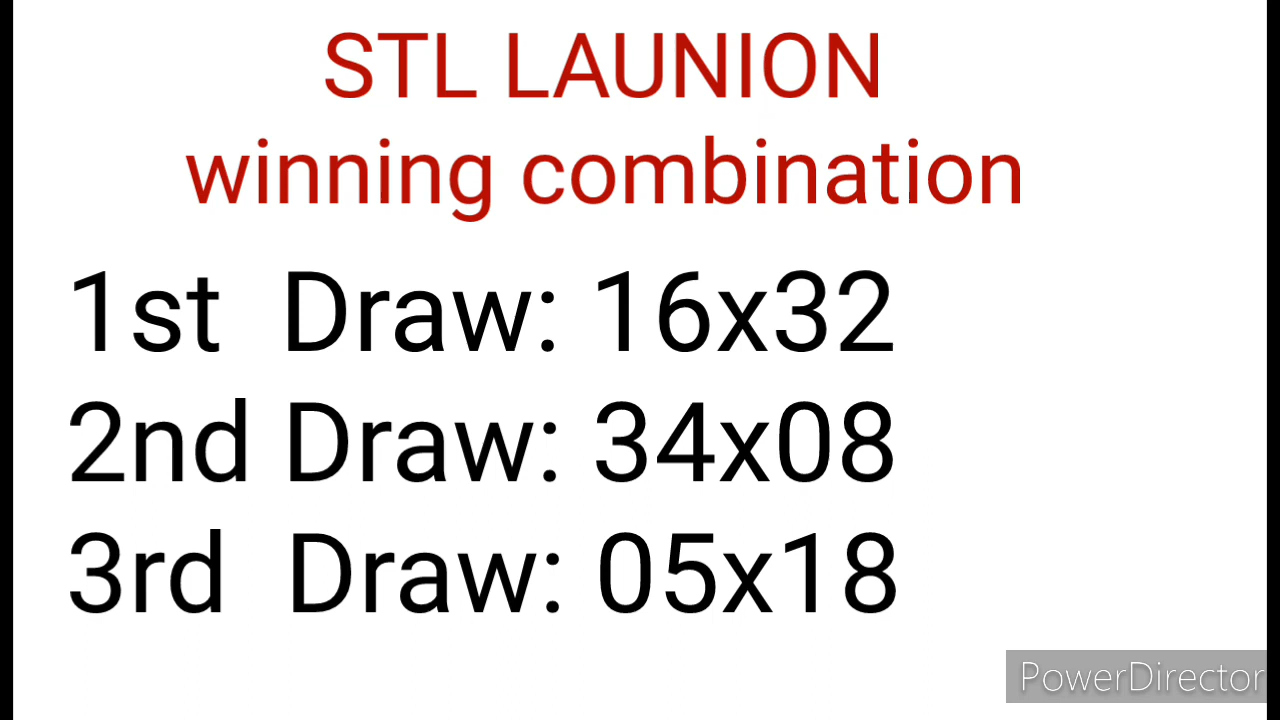 STL LAUNION
winning combination
1st Draw: 16x32
2nd Draw: 34x08
3rd Draw: 05x18
PowerDirector